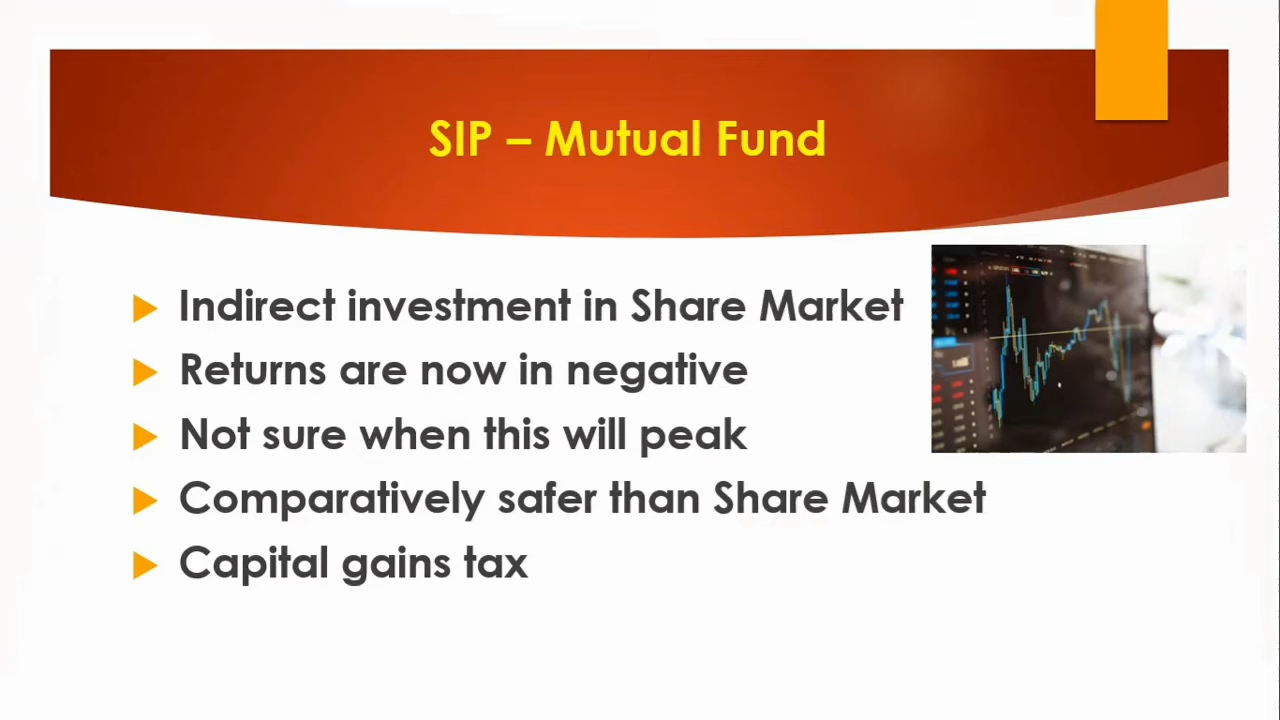 SIP – Mutual Fund
Indirect investment in Share Market
Returns are now in negative
Not sure when this will peak
Comparatively safer than Share Market
Capital gains tax